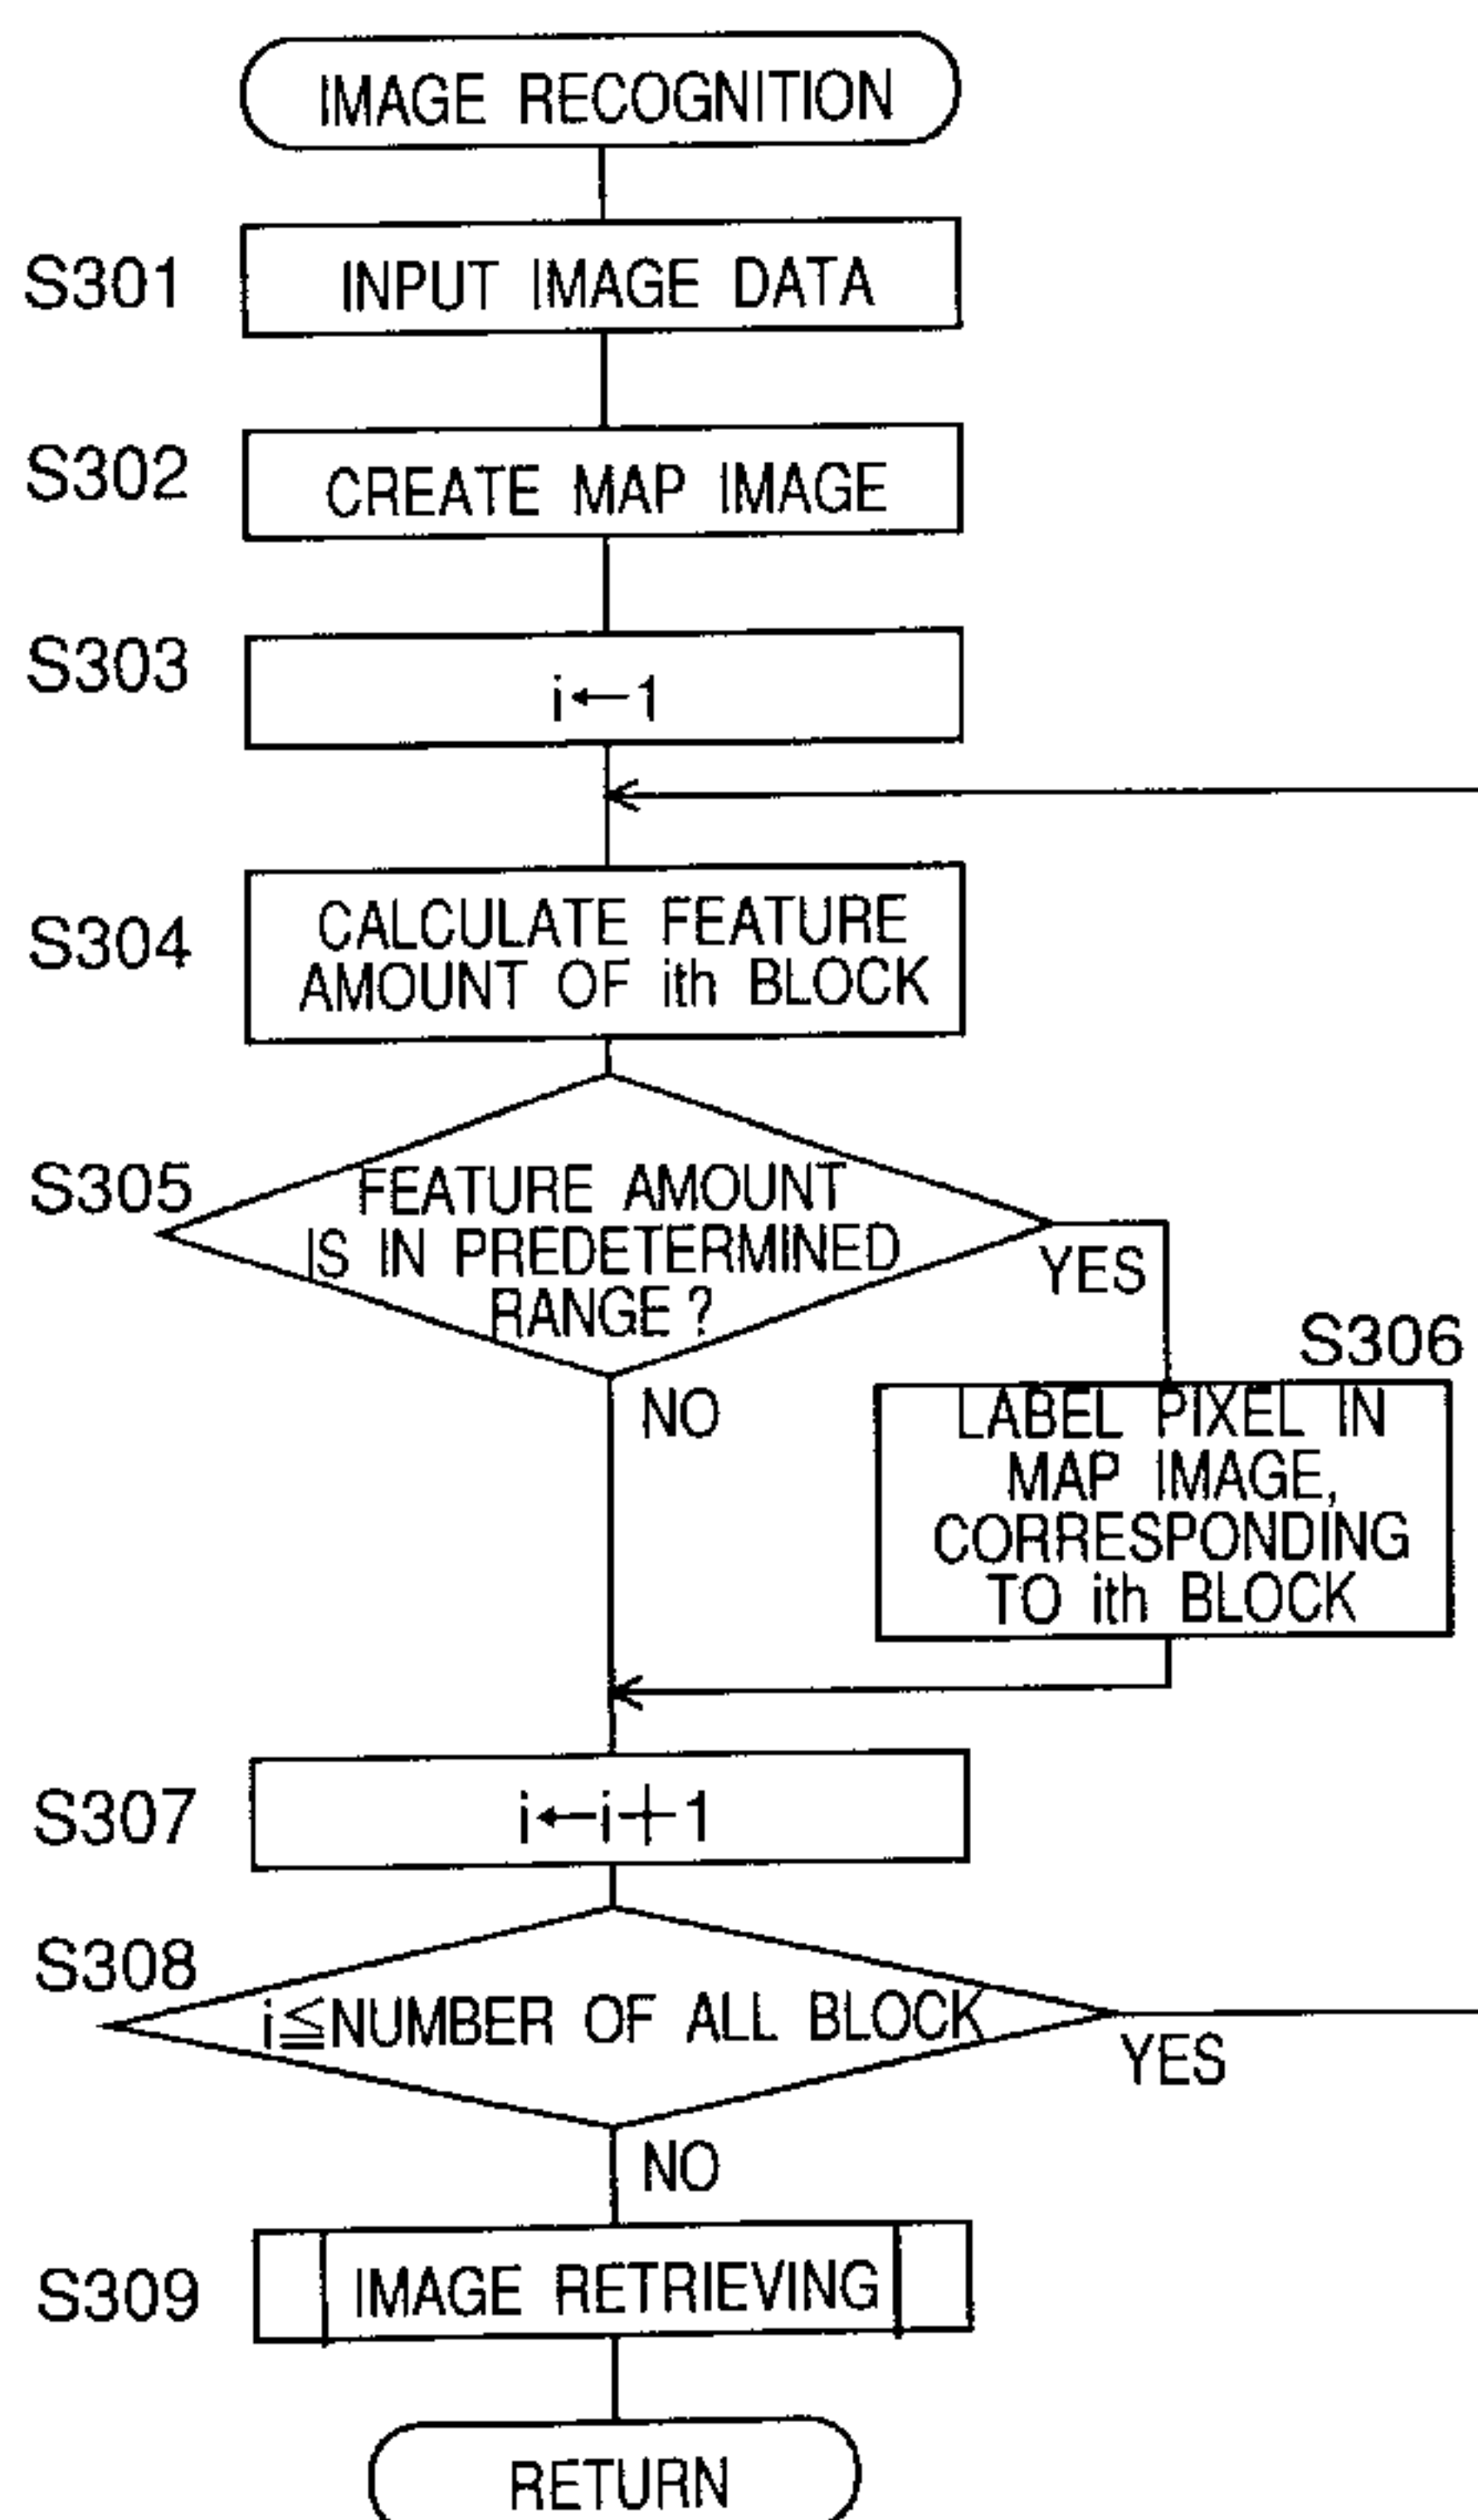 IMAGE RECOGNITION
S301
INPUT IMAGE DATA
S302
CREATE MAP IMAGE
S303
i←1
S304
CALCULATE FEATURE
AMOUNT OF ith BLOCK
S305
FEATURE AMOUNT
IS IN PREDETERMINED
RANGE?
YES
NO
S306
LABEL PIXEL IN
MAP IMAGE,
CORRESPONDING
TO ith BLOCK
S307
i←i+1
S308
i≦NUMBER OF ALL BLOCK
YES
NO
S309
IMAGE RETRIEVING
RETURN